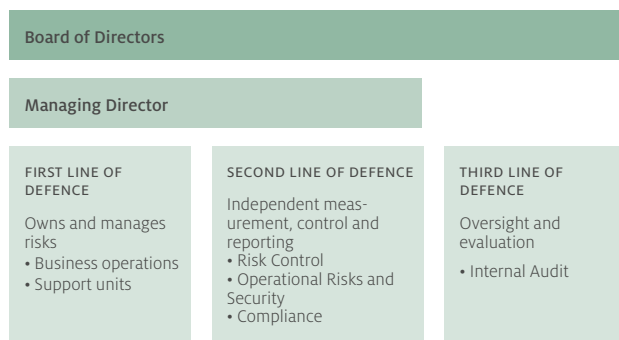 Board of Directors
Managing Director
FIRST LINE OF
DEFENCE
Owns and manages
risks
• Business operations
• Support units
SECOND LINE OF DEFENCE
Independent meas-
urement, control and
reporting
• Risk Control
• Operational Risks and
Security
• Compliance
THIRD LINE OF
DEFENCE
Oversight and
evaluation
• Internal Audit